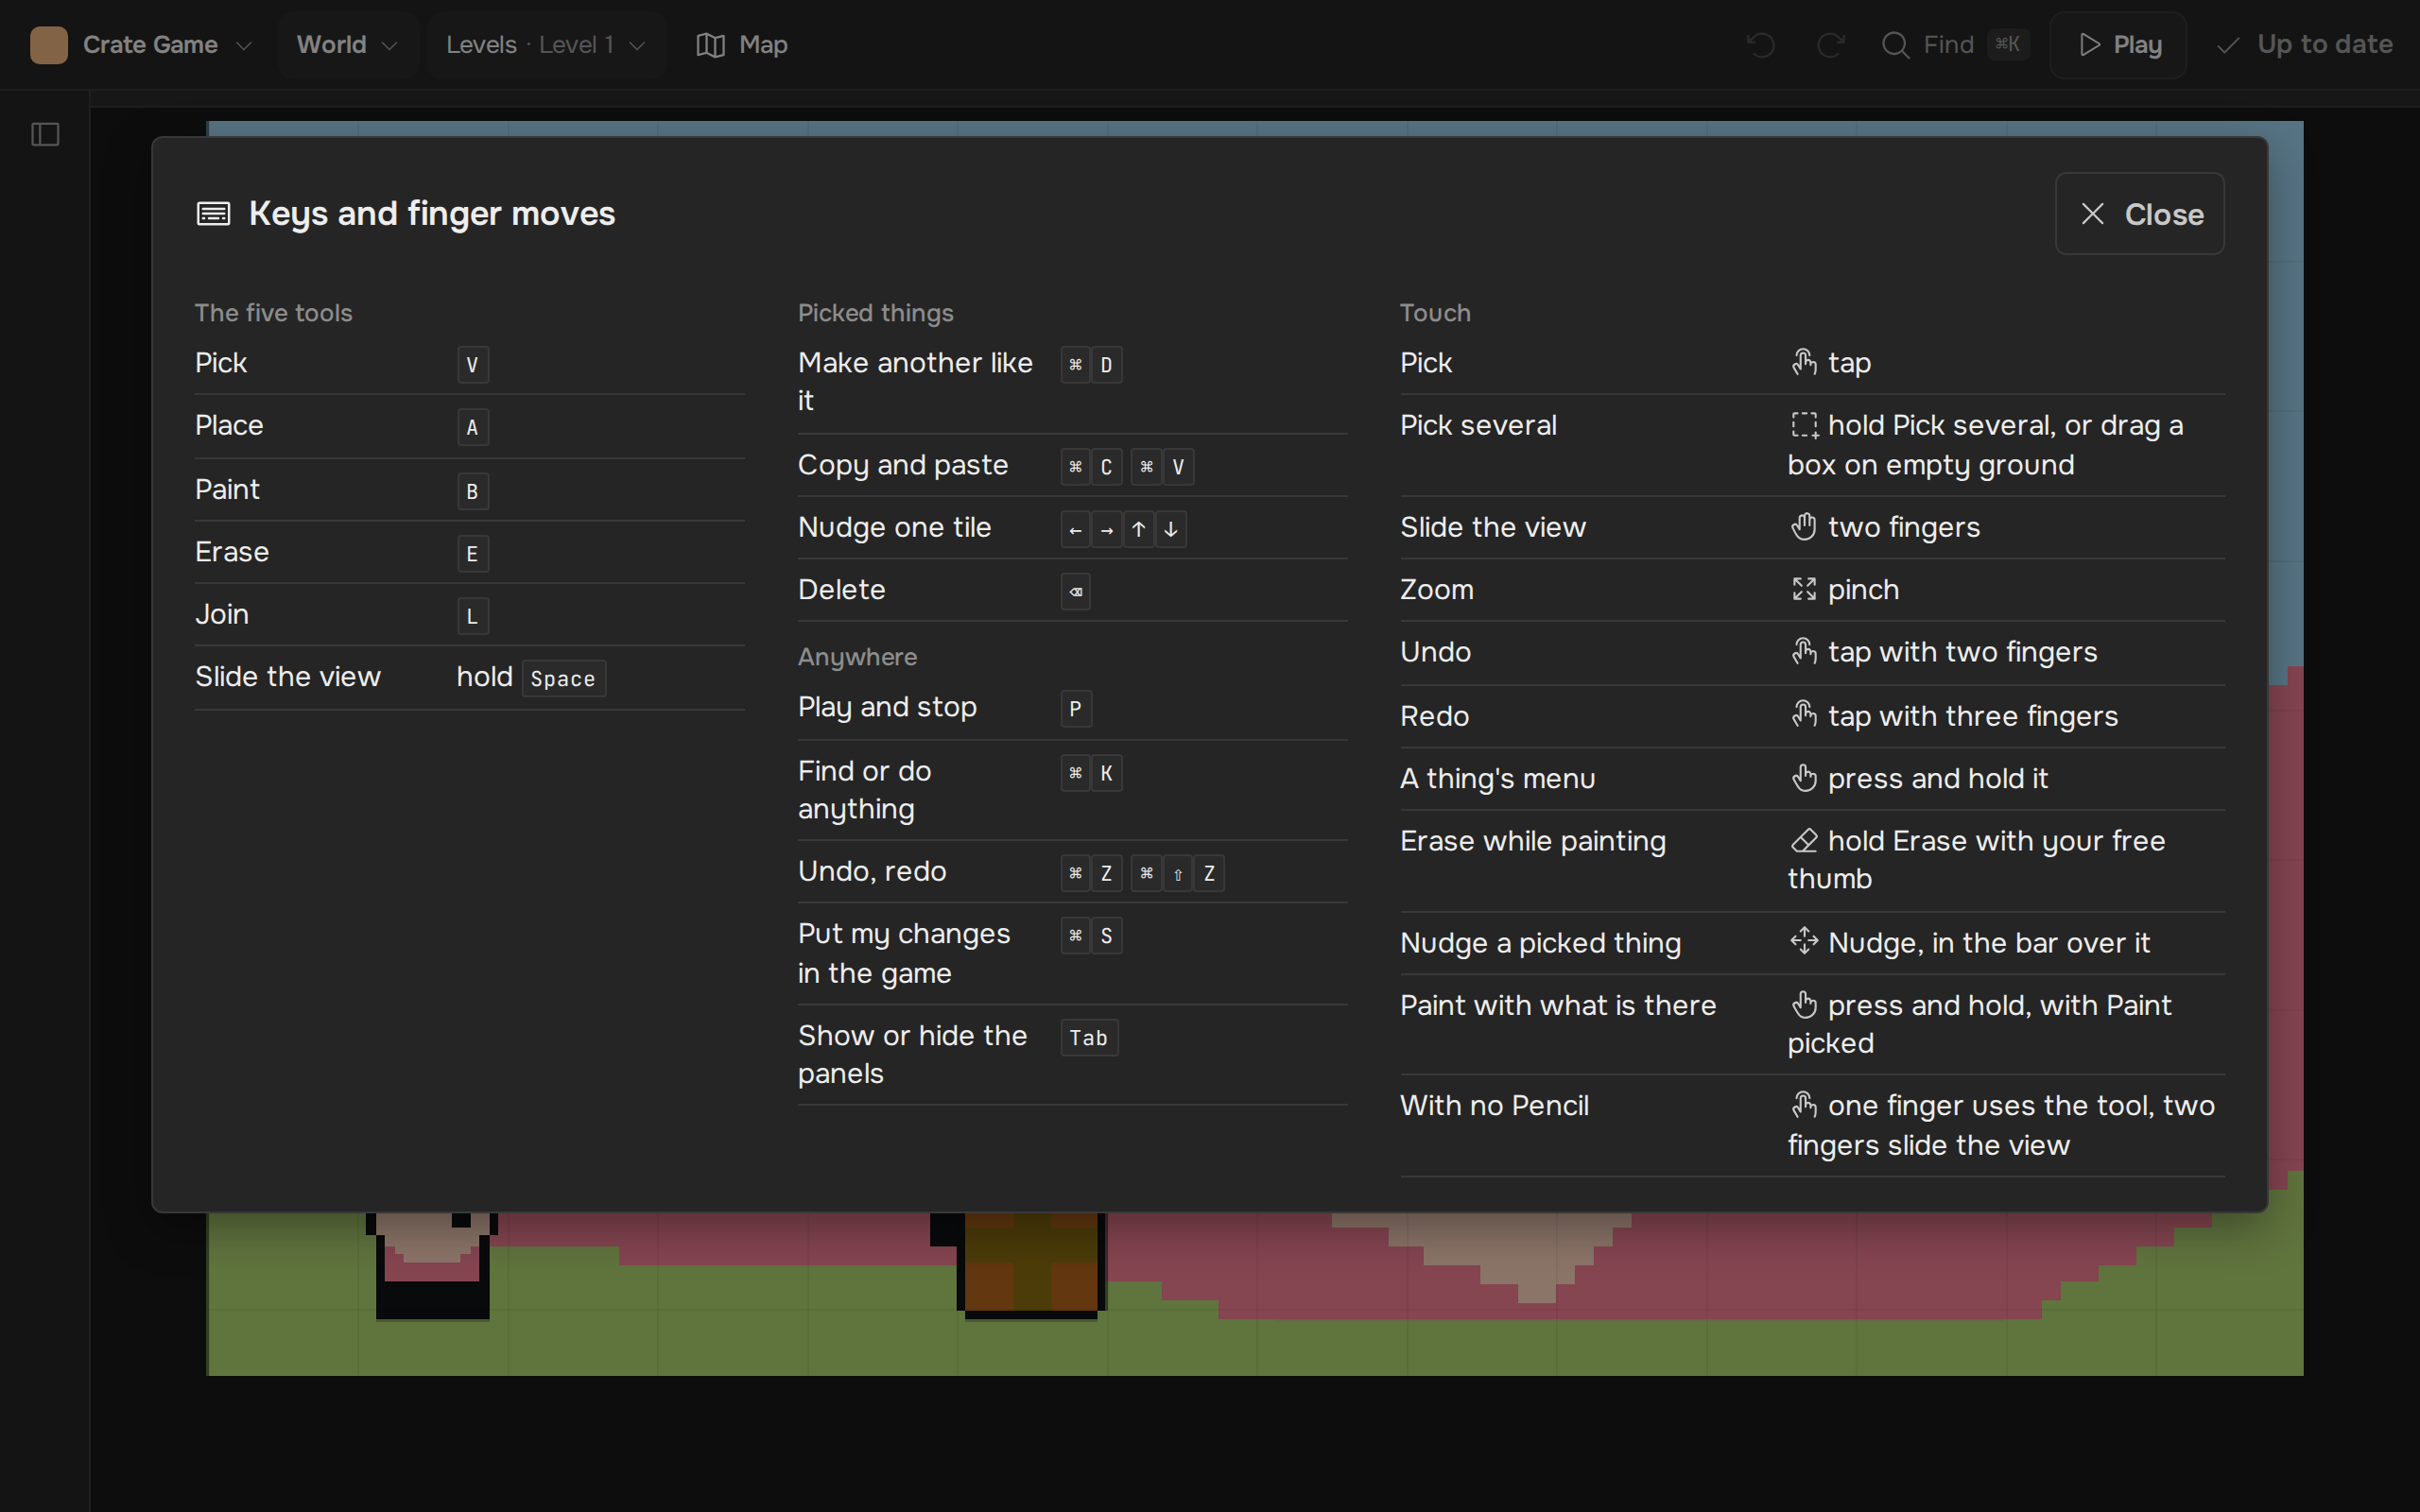 Crate Game World Levels · Level 1 Map Find ⌘K Play Up to date
Keys and finger moves
Close
The five tools
Pick V
Place A
Paint B
Erase E
Join L
Slide the view hold Space
Picked things
Make another like
it
⌘ D
Copy and paste ⌘ C ⌘ V
Nudge one tile ← → ↑ ↓
Delete ⌫
Anywhere
Play and stop P
Find or do
anything
⌘ K
Undo, redo ⌘ Z ⌘ ⇧ Z
Put my changes
in the game
⌘ S
Show or hide the
panels
Tab
Touch
Pick tap
Pick several hold Pick several, or drag a
box on empty ground
Slide the view two fingers
Zoom pinch
Undo tap with two fingers
Redo tap with three fingers
A thing's menu press and hold it
Erase while painting hold Erase with your free
thumb
Nudge a picked thing Nudge, in the bar over it
Paint with what is there press and hold, with Paint
picked
With no Pencil one finger uses the tool, two
fingers slide the view